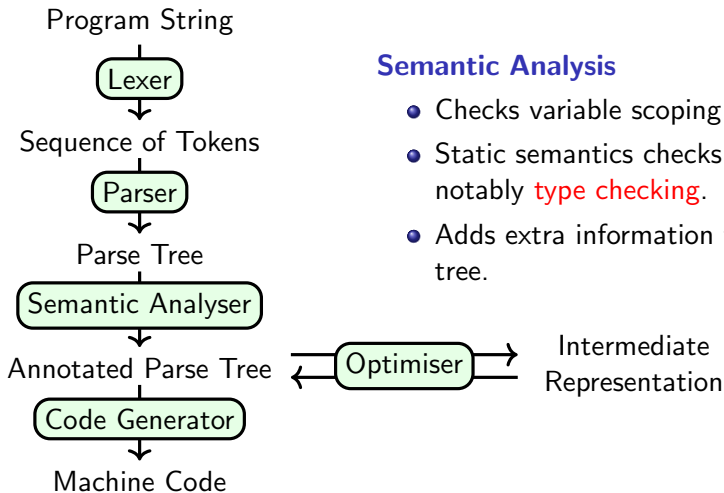 Program String
Lexer
Sequence of Tokens
Parser
Parse Tree
Semantic Analyser
Annotated Parse Tree
Code Generator
Machine Code
Optimiser
Intermediate
Representation
Semantic Analysis
Checks variable scoping
Static semantics checks
notably type checking.
Adds extra information
tree.